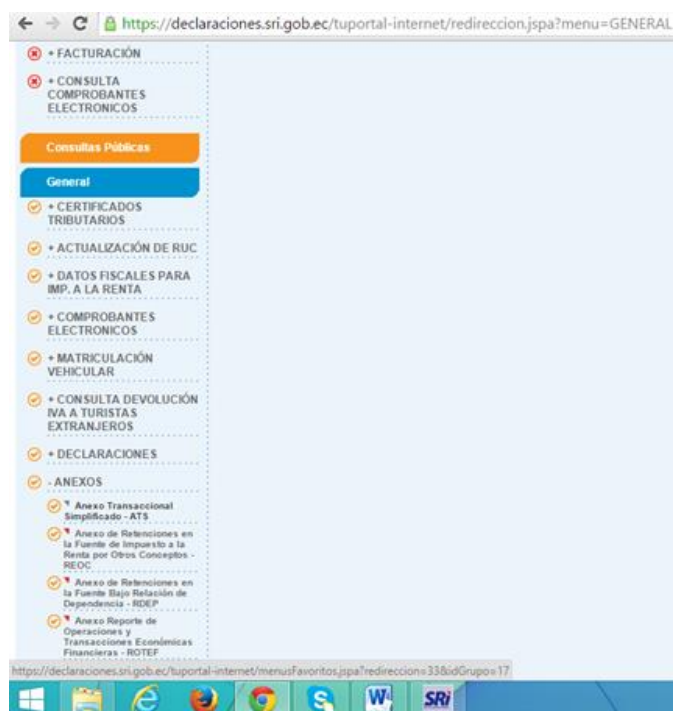 https://declaraciones.sri.gob.ec/tuportal-internet/redireccion.jspa?menu=GENERAL
+ FACTURACIÓN
+ CONSULTA
COMPROBANTES
ELECTRONICOS
Consultas Públicas
General
+ CERTIFICADOS
TRIBUTARIOS
+ ACTUALIZACIÓN DE RUC
+ DATOS FISCALES PARA
IMP. A LA RENTA
+ COMPROBANTES
ELECTRONICOS
+ MATRICULACIÓN
VEHICULAR
+ CONSULTA DEVOLUCIÓN
IVA A TURISTAS
EXTRANJEROS
+ DECLARACIONES
- ANEXOS
Anexo Transaccional
Simplificado - ATS
Anexo de Retenciones en
la Fuente de Impuesto a la
Renta por Otros Conceptos -
REOC
Anexo de Retenciones en
la Fuente Bajo Relación de
Dependencia - RDEP
Anexo Reporte de
Operaciones y
Transacciones Económicas
Financieras - ROTEF
https://declaraciones.sri.gob.ec/tuportal-internet/menusFavoritos.jspa?redireccion=33&idGrupo=17
S
W
SRi